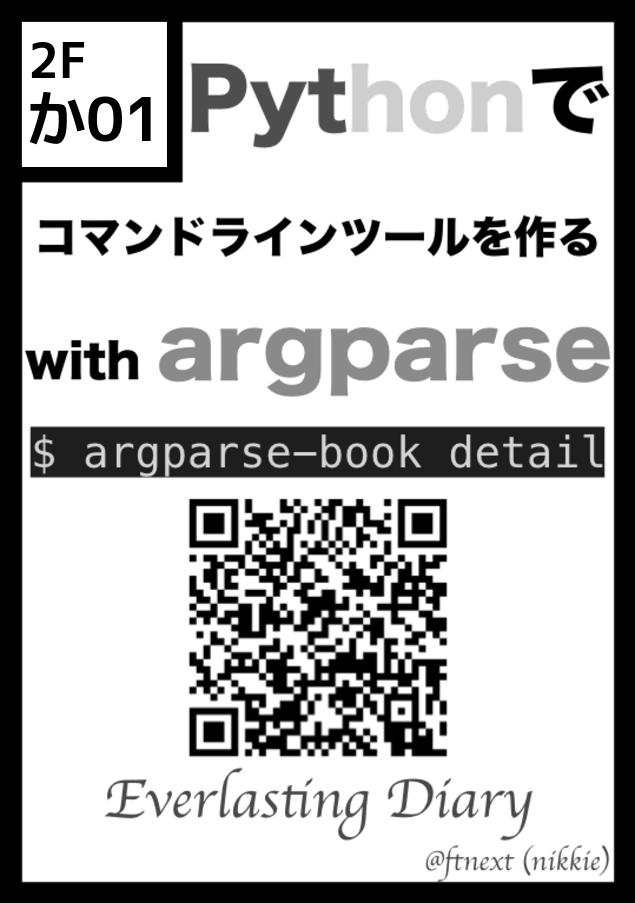 2F
か01
Pythonで
コマンドラインツールを作る
with argparse
$ argparse-book detail
Everlasting Diary
@ftnext (nikkie)